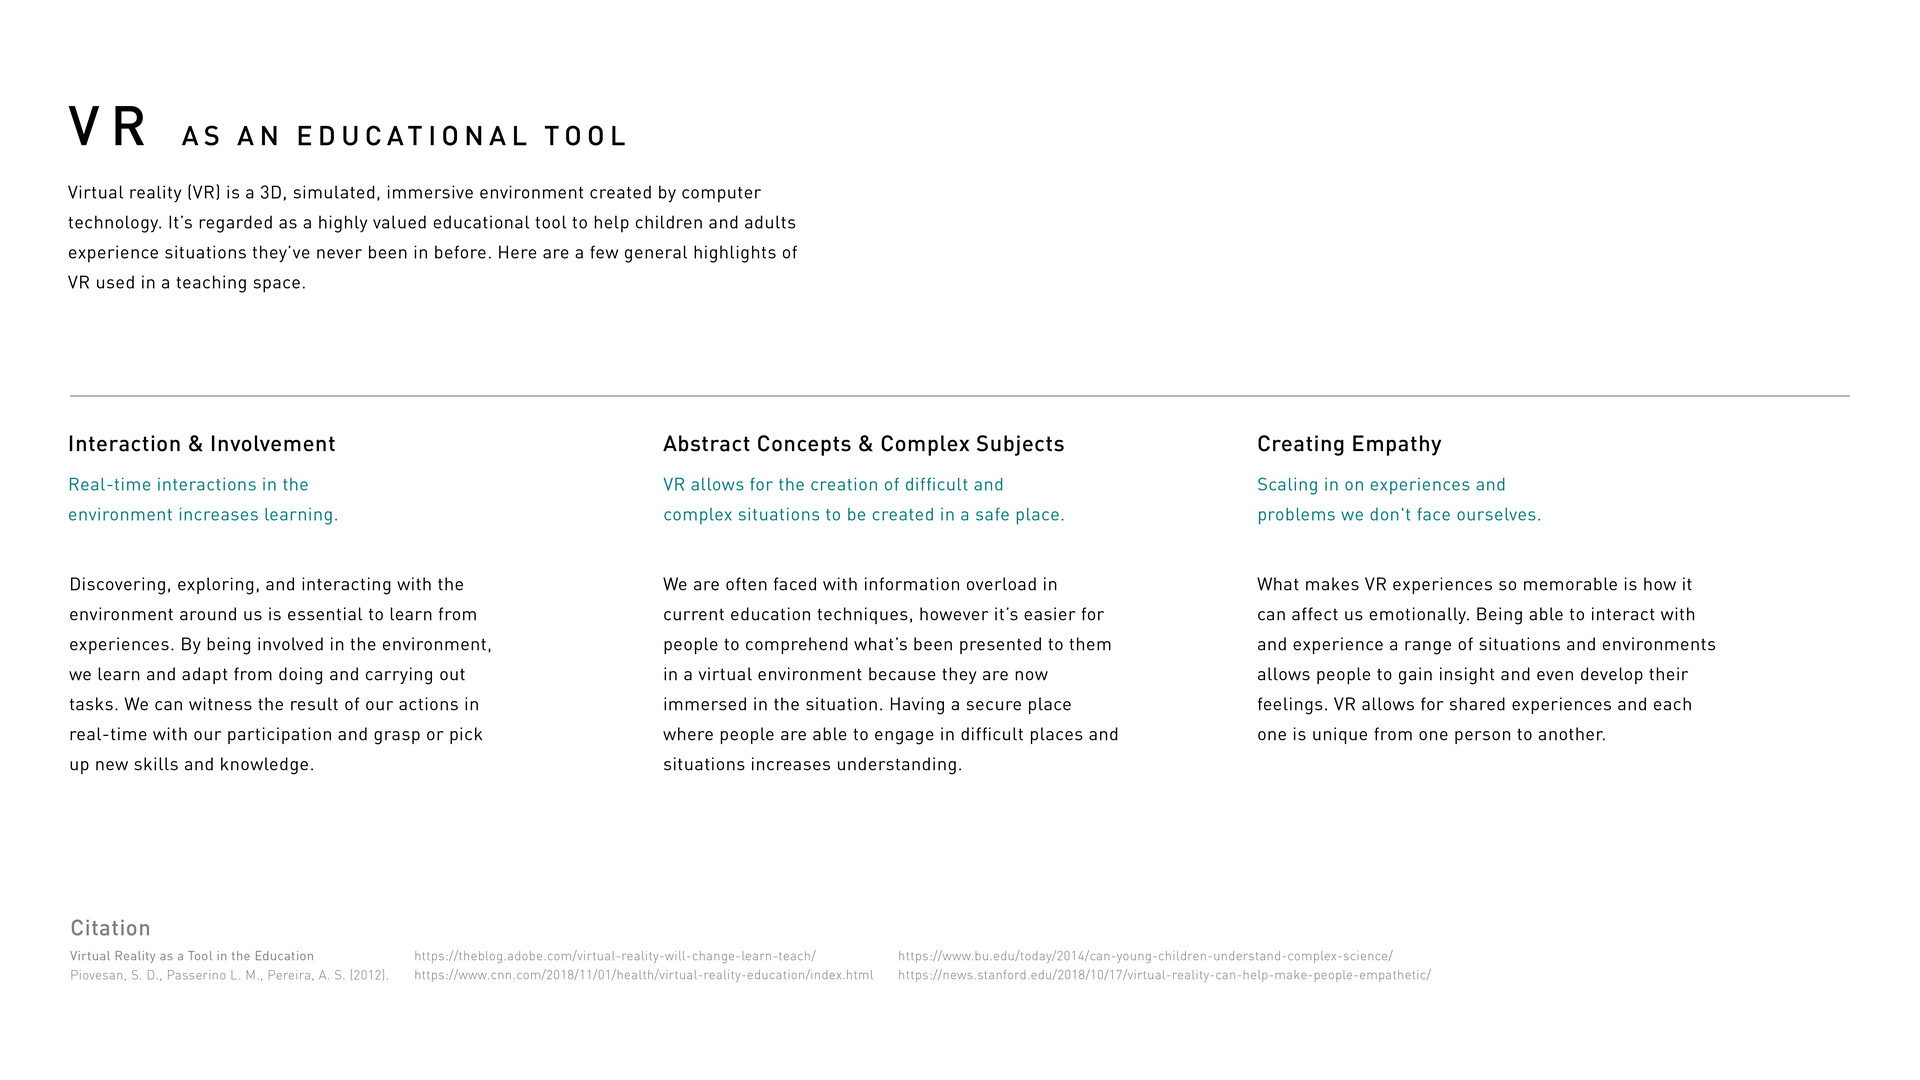 VR AS AN EDUCATIONAL TOOL
Virtual reality (VR) is a 3D, simulated, immersive environment created by computer
technology. It's regarded as a highly valued educational tool to help children and adults
experience situations they've never been in before. Here are a few general highlights of
VR used in a teaching space.
Interaction & Involvement
Real-time interactions in the
environment increases learning.
Discovering, exploring, and interacting with the
environment around us is essential to learn from
experiences. By being involved in the environment,
we learn and adapt from doing and carrying out
tasks. We can witness the result of our actions in
real-time with our participation and grasp or pick
up new skills and knowledge.
Abstract Concepts & Complex Subjects
VR allows for the creation of difficult and
complex situations to be created in a safe place.
We are often faced with information overload in
current education techniques, however it's easier for
people to comprehend what's been presented to them
in a virtual environment because they are now
immersed in the situation. Having a secure place
where people are able to engage in difficult places and
situations increases understanding.
Creating Empathy
Scaling in on experiences and
problems we don't face ourselves.
What makes VR experiences so memorable is how it
can affect us emotionally. Being able to interact with
and experience a range of situations and environments
allows people to gain insight and even develop their
feelings. VR allows for shared experiences and each
one is unique from one person to another.
Citation
Virtual Reality as a Tool in the Education
Piovesan, S. D., Passerino L. M., Pereira, A. S. (2012).
https://theblog.adobe.com/virtual-reality-will-change-learn-teach/
https://www.cnn.com/2018/11/01/health/virtual-reality-education/index.html
https://www.bu.edu/today/2014/can-young-children-understand-complex-science/
https://news.stanford.edu/2018/10/17/virtual-reality-can-help-make-people-empathetic/